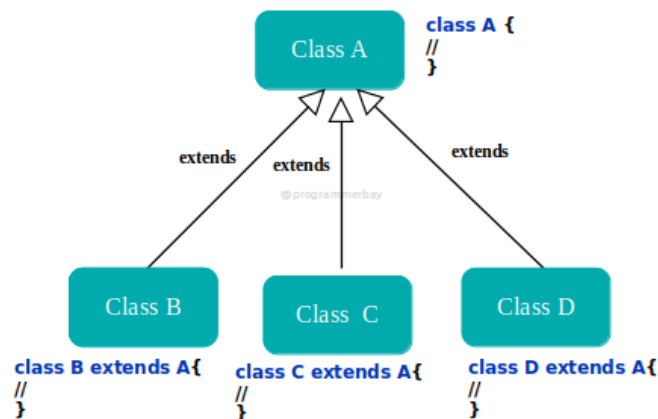 Class A
class A {
//
}
extends
extends
extends
@programmerbay
Class B
Class C
Class D
class B extends A{
//
}
class C extends A{
//
}
class D extends A{
//
}